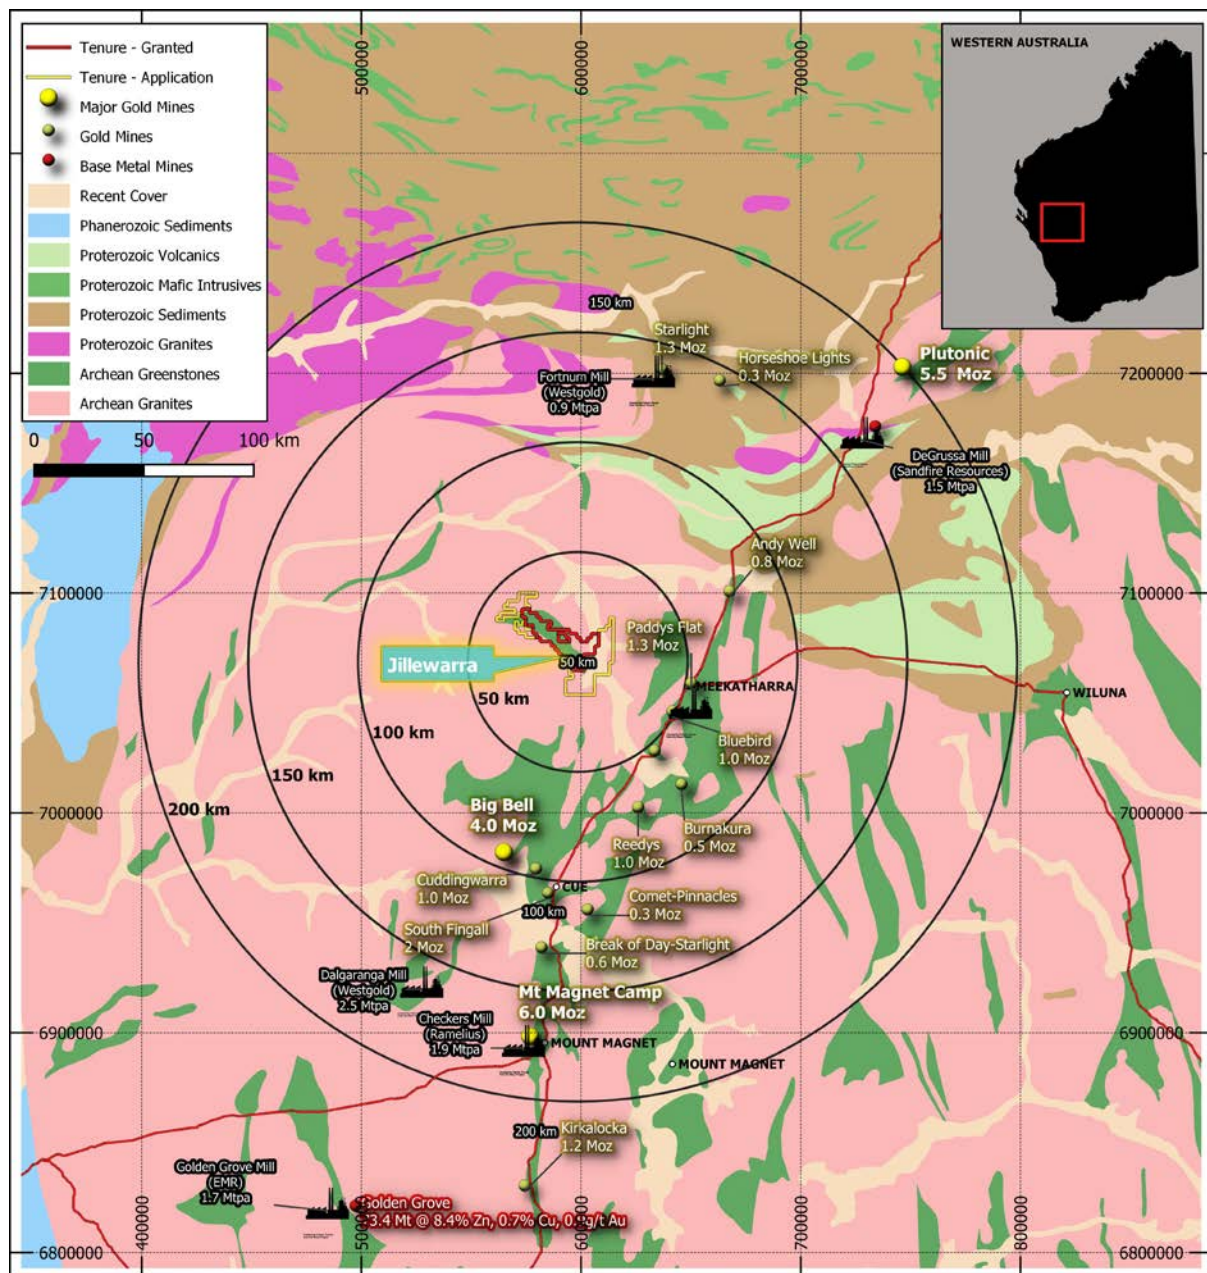 Tenure - Granted
Tenure - Application
Major Gold Mines
Gold Mines
Base Metal Mines
Recent Cover
Phanerozoic Sediments
Proterozoic Volcanics
Proterozoic Mafic Intrusives
Proterozoic Sediments
Proterozoic Granites
Archean Greenstones
Archean Granites
0 50 100 km
500000
600000
700000
WESTERN AUSTRALIA
150 km
Starlight
1.3 Moz
Horseshoe Lights
0.3 Moz
Plutonic
5.5 Moz
7200000
Fortnum Mill
(Westgold)
0.9 Mtpa
DeGrussa Mill
(Sandfire Resources)
1.5 Mtpa
Andy Well
0.8 Moz
7100000
7100000
Paddys Flat
1.3 Moz
Jillewarra
50 km
50 km
MEEKATHARRA
WILUNA
100 km
Bluebird
1.0 Moz
150 km
200 km
7000000
7000000
Big Bell
4.0 Moz
Reedys
1.0 Moz
Burnakura
0.5 Moz
Cuddingwarra
1.0 Moz
CUE
100 km
Comet-Pinnacles
0.3 Moz
South Fingall
2 Moz
Break of Day-Starlight
0.6 Moz
Dalgaranga Mill
(Westgold)
2.5 Mtpa
Mt Magnet Camp
6.0 Moz
Checkers Mill
(Ramelius)
1.9 Mtpa
6900000
6900000
MOUNT MAGNET
MOUNT MAGNET
200 km
Kirkalocka
1.2 Moz
Golden Grove Mill
(EMR)
1.7 Mtpa
Golden Grove
Mt @ 8.4% Zn, 0.7% Cu, g/t Au
400000
500000
600000
700000
800000
6800000
6800000